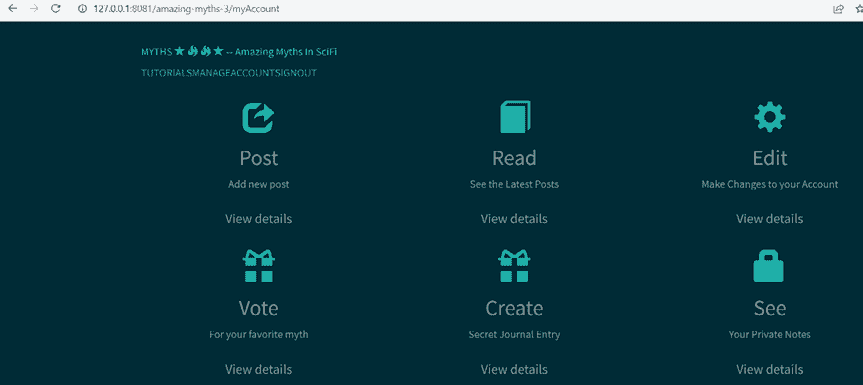 127.0.0.1:8081/amazing-myths-3/myAccount
MYTHS -- Amazing Myths In SciFi
TUTORIALSMANAGEACCOUNTSIGNOUT
Post Read Edit
Add new post See the Latest Posts Make Changes to your Account
View details View details View details
Vote Create See
For your favorite myth Secret Journal Entry Your Private Notes
View details View details View details